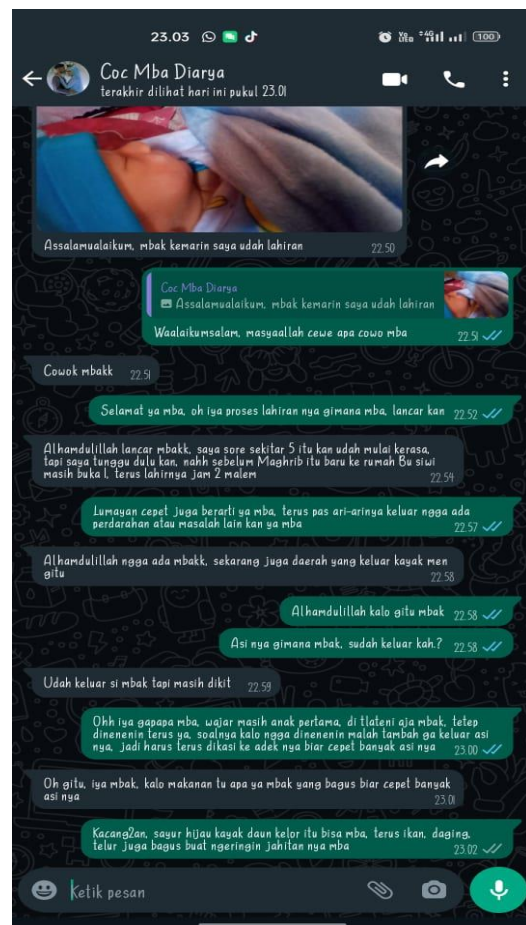 23.03
100
Coc Mba Diarya
terakhir dilihat hari ini pukul 23.01
Assalamualaikum, mbak kemarin saya udah lahiran
22.50
Coc Mba Diarya
Assalamualaikum, mbak kemarin saya udah lahiran
Waalaikumsalam, masyaallah cewe apa cowo mba
22.51
Cowok mbakk 22.51
Selamat ya mba, oh iya proses lahiran nya gimana mba, lancar kan 22.52
Alhamdulillah lancar mbakk, saya sore sekitar 5 itu kan udah mulai kerasa,
tapi saya tunggu dulu kan, nahh sebelum Maghrib itu baru ke rumah Bu siwi
masih buka 1, terus lahirnya jam 2 malem
22.54
Lumayan cepet juga berarti ya mba, terus pas ari-arinya keluar ngga ada
perdarahan atau masalah lain kan ya mba
22.57
Alhamdulillah ngga ada mbakk, sekarang juga daerah yang keluar kayak men
gitu
22.58
Alhamdulillah kalo gitu mbak 22.58
Asi nya gimana mbak, sudah keluar kah.? 22.58
Udah keluar si mbak tapi masih dikit 22.59
Ohh iya gapapa mba, wajar masih anak pertama, di tlateni aja mbak, tetep
dinenenin terus ya, soalnya kalo ngga dinenenin malah tambah ga keluar asi
nya, jadi harus terus dikasi ke adek nya biar cepet banyak asi nya 23.00
Oh gitu, iya mbak, kalo makanan tu apa ya mbak yang bagus biar cepet banyak
asi nya
23.01
Kacang2an, sayur hijau kayak daun kelor itu bisa mba, terus ikan, daging,
telur juga bagus buat ngeringin jahitan nya mba
23.02
Ketik pesan